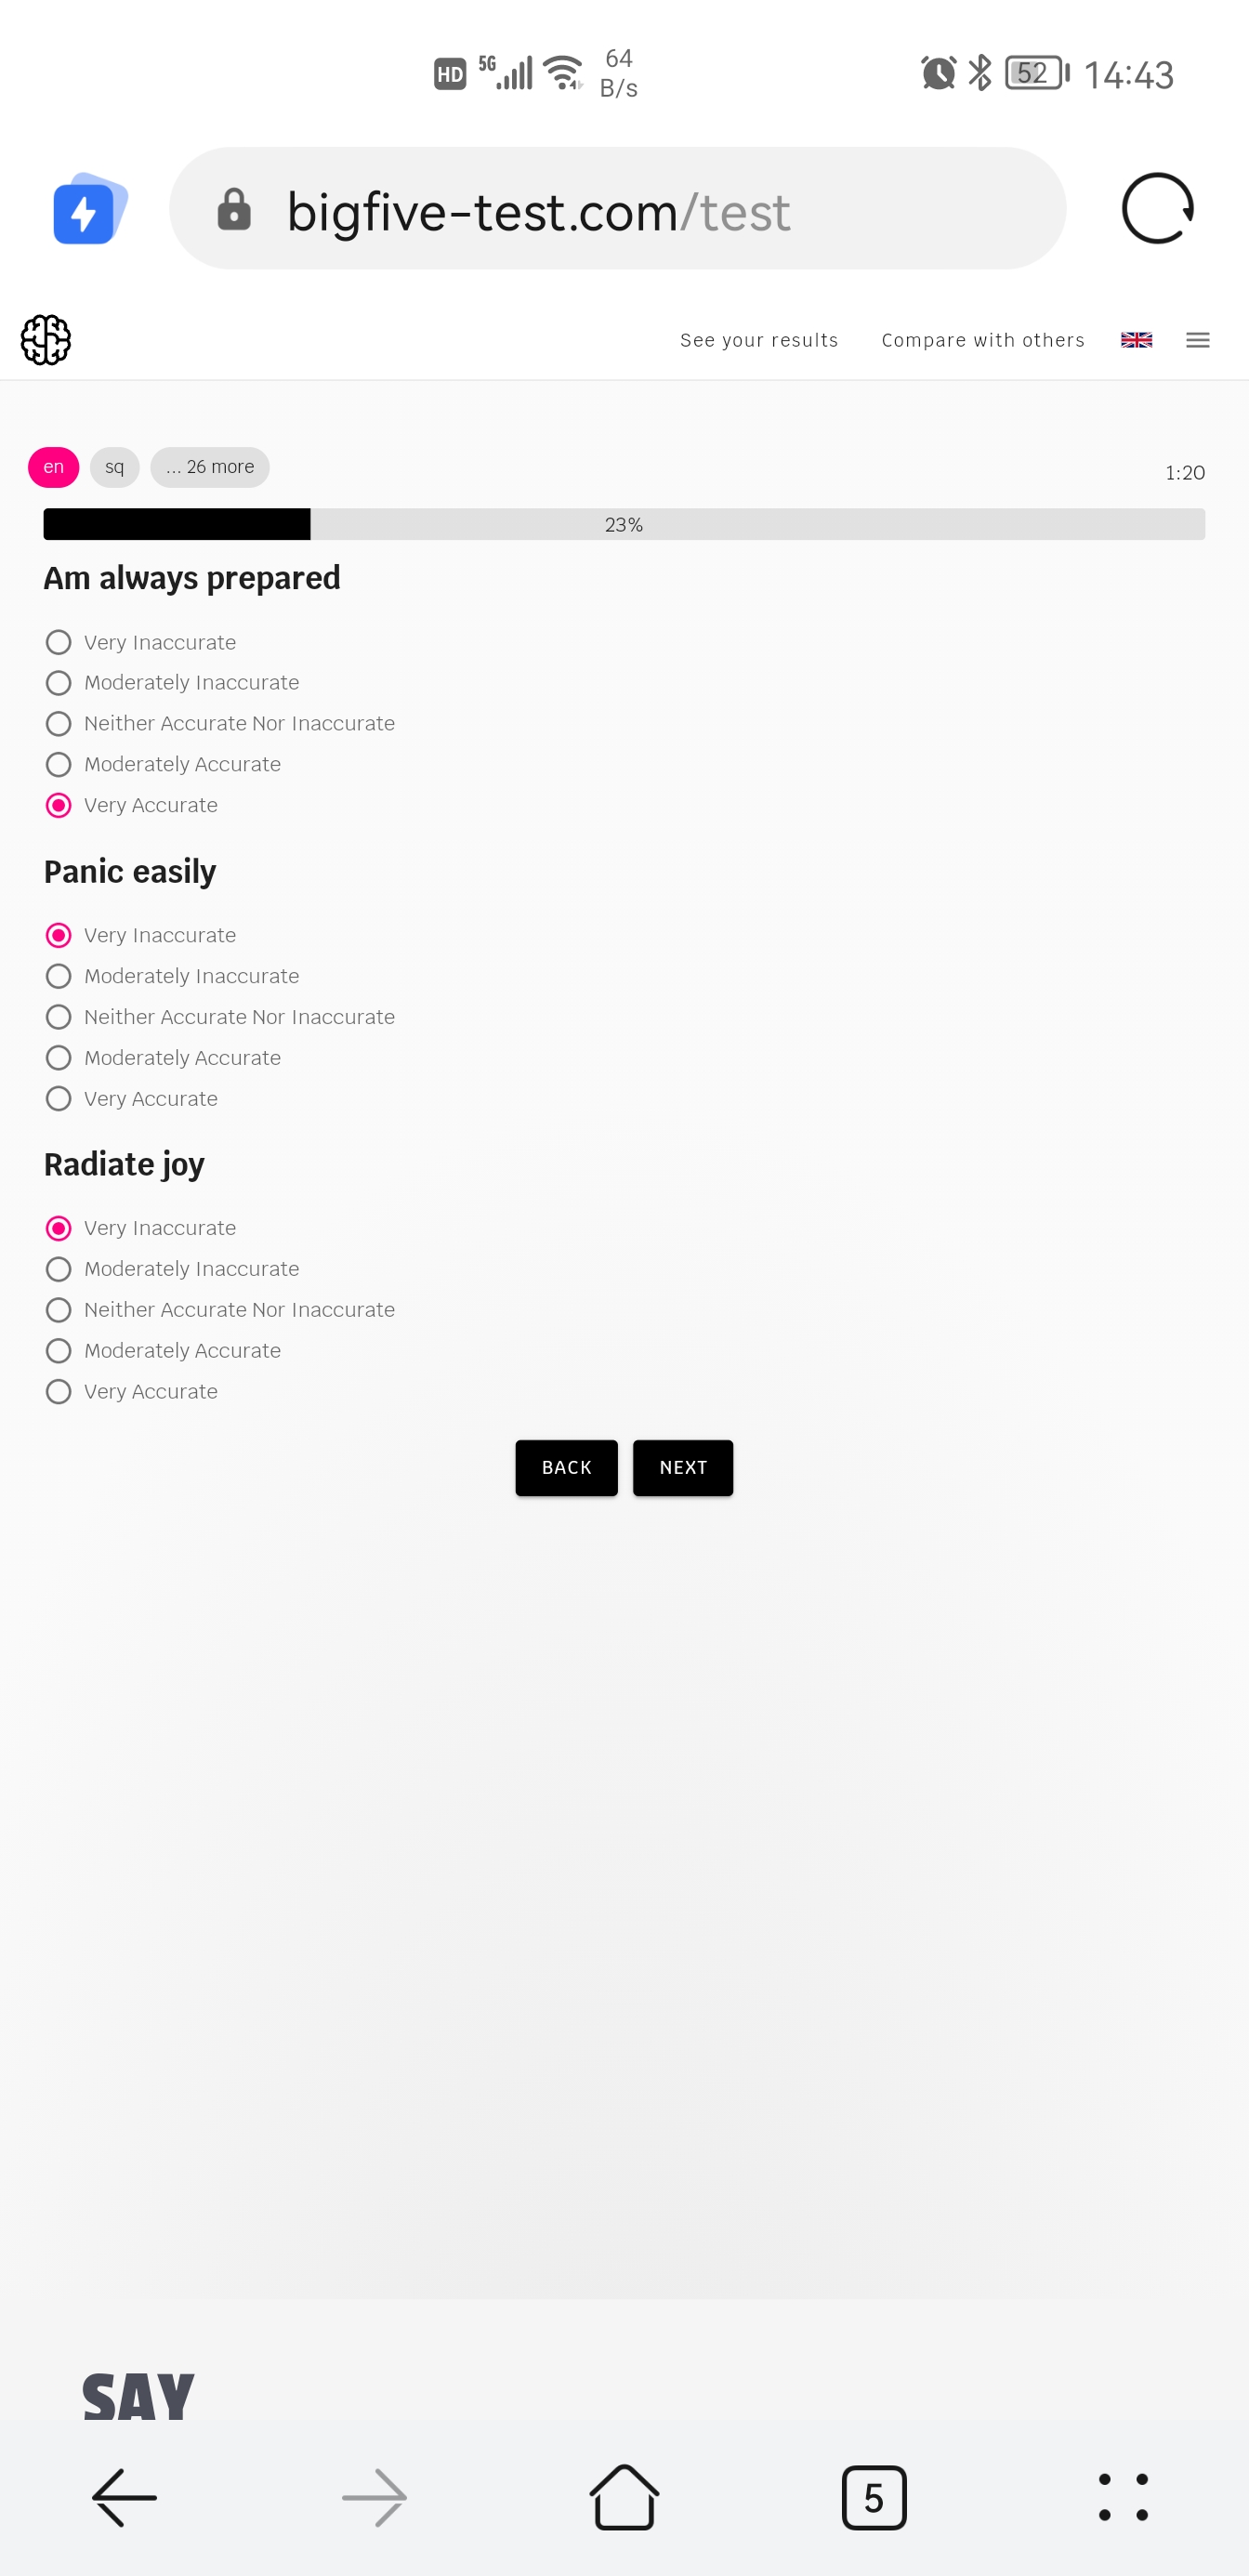 HD 5G 64 B/s 52 14:43
bigfive-test.com/test
See your results Compare with others
en sq ... 26 more 1:20
23%
Am always prepared
Very Inaccurate
Moderately Inaccurate
Neither Accurate Nor Inaccurate
Moderately Accurate
Very Accurate
Panic easily
Very Inaccurate
Moderately Inaccurate
Neither Accurate Nor Inaccurate
Moderately Accurate
Very Accurate
Radiate joy
Very Inaccurate
Moderately Inaccurate
Neither Accurate Nor Inaccurate
Moderately Accurate
Very Accurate
BACK NEXT
SAY
5